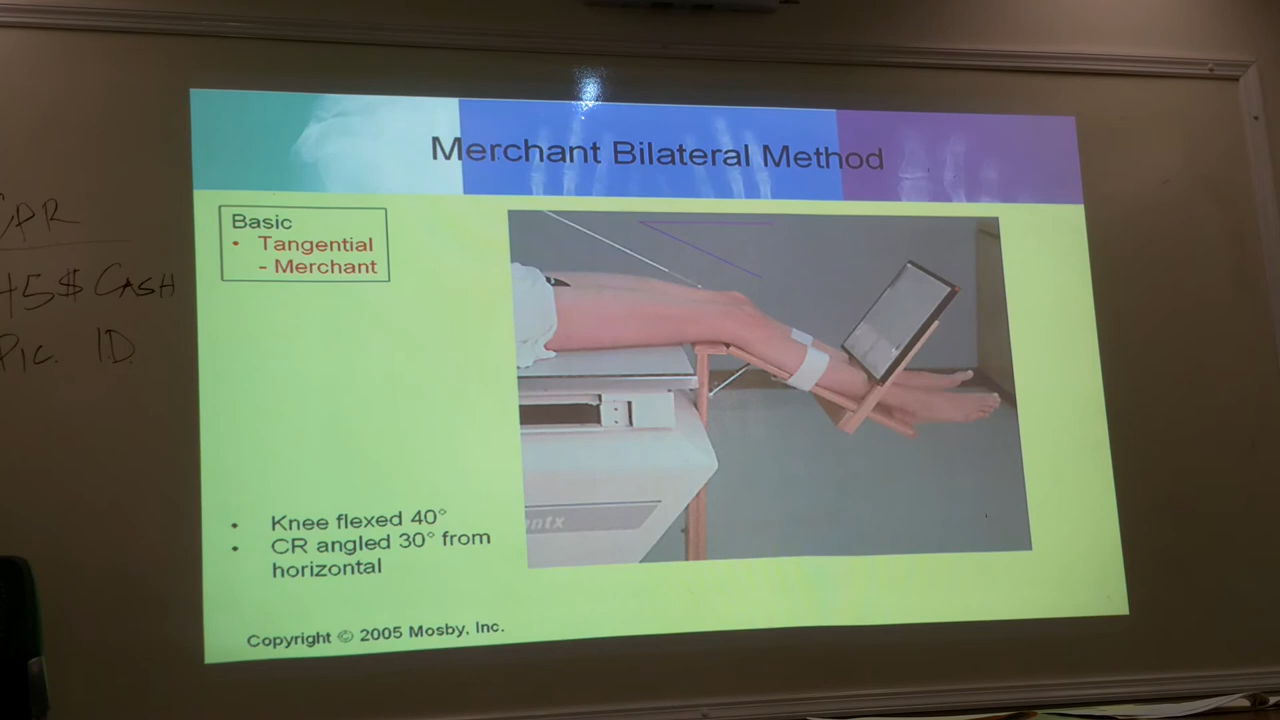 Merchant Bilateral Method
Basic
• Tangential
- Merchant
• Knee flexed 40°
• CR angled 30° from
horizontal
Copyright © 2005 Mosby, Inc.
45$ CASH
PIC. ID